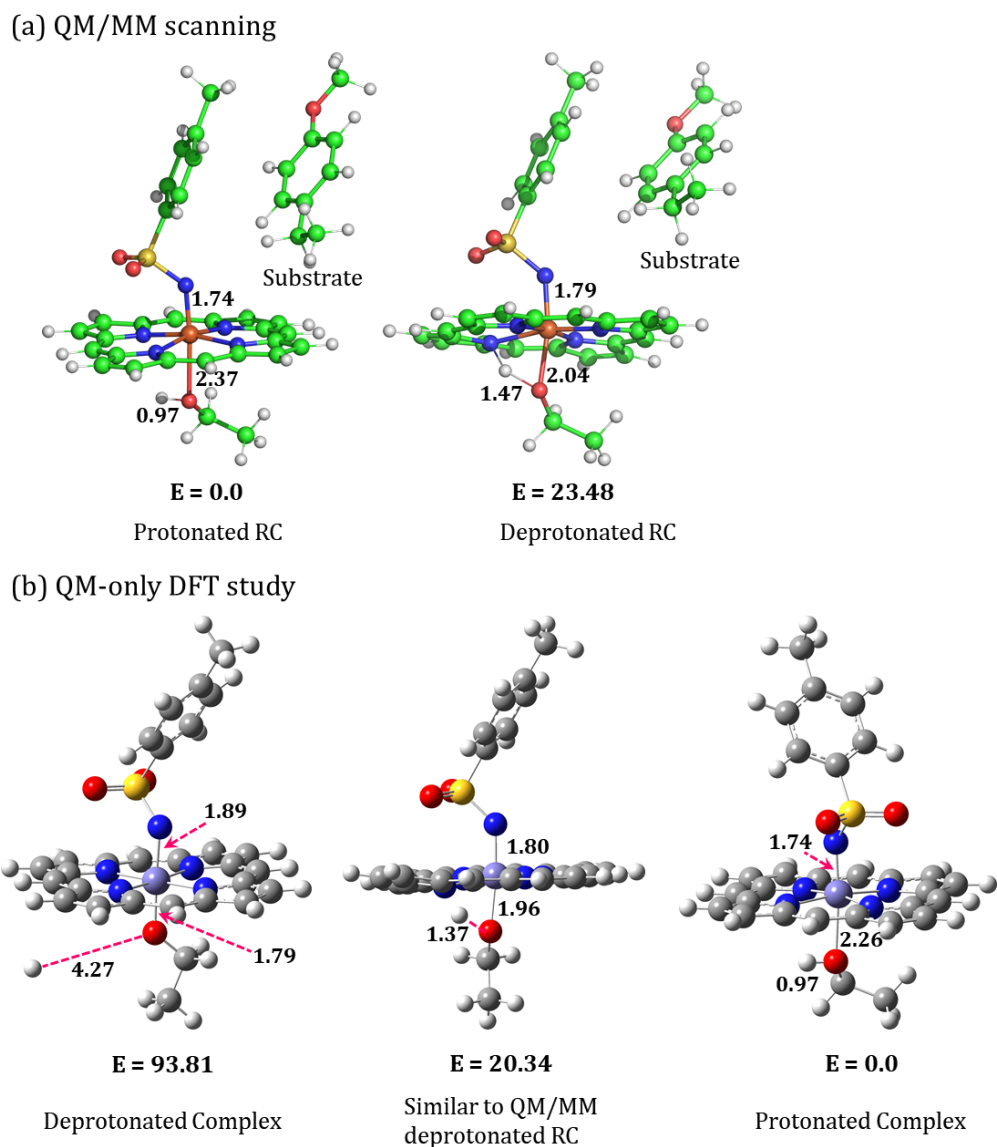 (a) QM/MM scanning
Substrate
Substrate
1.74
1.79
2.37
2.04
0.97
1.47
E = 0.0
E = 23.48
Protonated RC
Deprotonated RC
(b) QM-only DFT study
1.89
1.80
1.74
1.96
1.37
2.26
4.27
1.79
0.97
E = 93.81
E = 20.34
E = 0.0
Deprotonated Complex
Similar to QM/MM
deprotonated RC
Protonated Complex